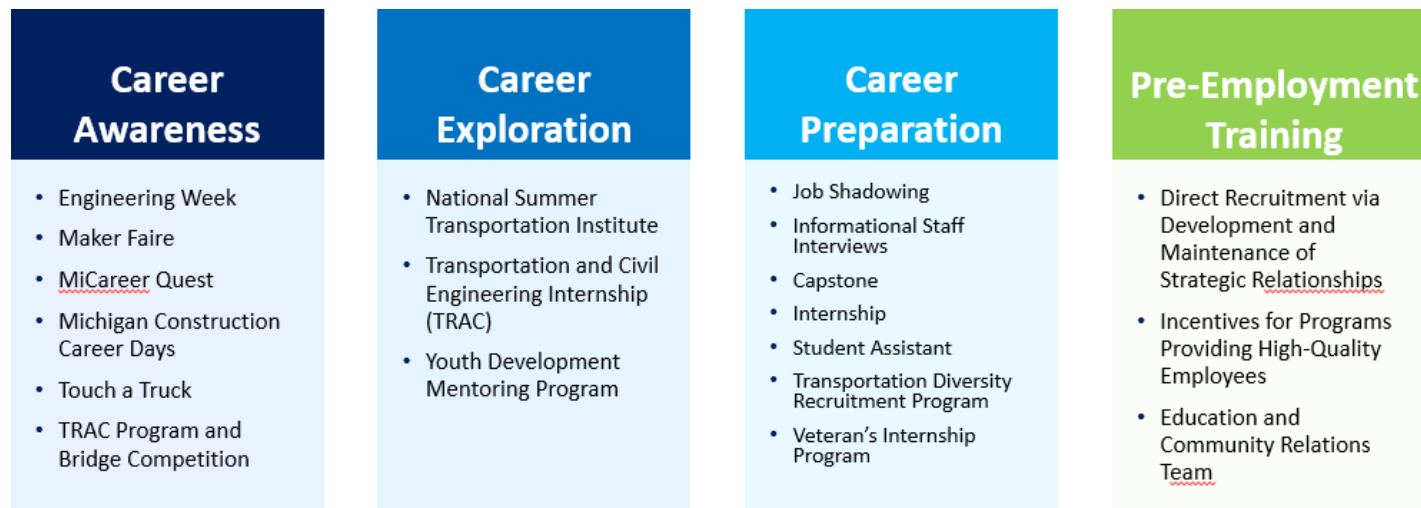 Career
Awareness
• Engineering Week
• Maker Faire
• MiCareer Quest
• Michigan Construction
Career Days
• Touch a Truck
• TRAC Program and
Bridge Competition
Career
Exploration
• National Summer
Transportation Institute
• Transportation and Civil
Engineering Internship
(TRAC)
• Youth Development
Mentoring Program
Career
Preparation
• Job Shadowing
• Informational Staff
Interviews
• Capstone
• Internship
• Student Assistant
• Transportation Diversity
Recruitment Program
• Veteran's Internship
Program
Pre-Employment
Training
• Direct Recruitment via
Development and
Maintenance of
Strategic Relationships
• Incentives for Programs
Providing High-Quality
Employees
• Education and
Community Relations
Team